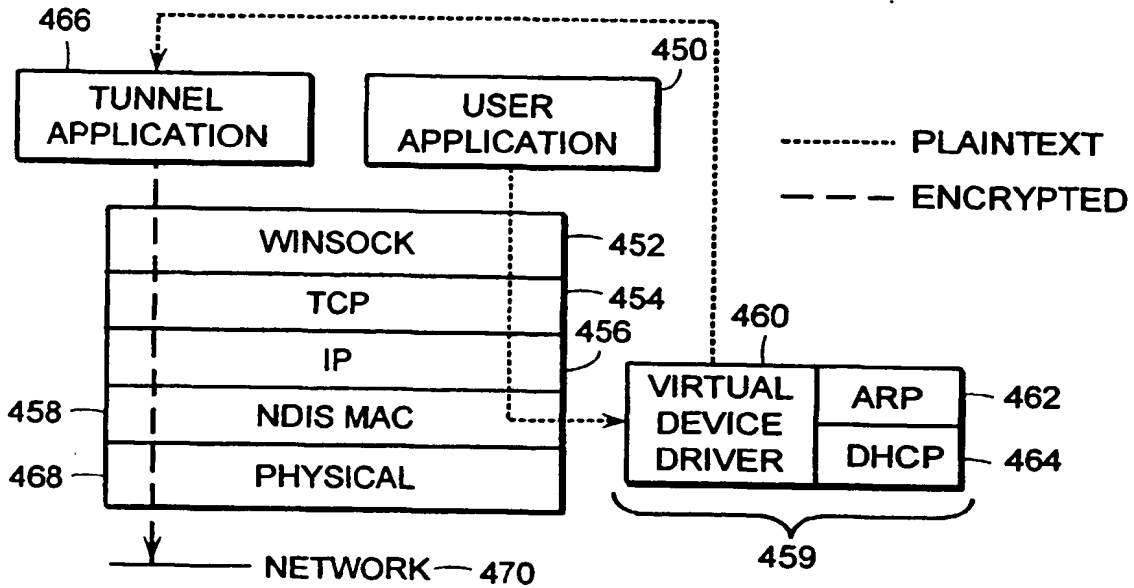 466
450
TUNNEL
APPLICATION
USER
APPLICATION
PLAINTEXT
ENCRYPTED
WINSOCK
452
TCP
454
IP
456
460
458
NDIS MAC
VIRTUAL
DEVICE
DRIVER
ARP
462
DHCP
464
468
PHYSICAL
459
NETWORK
470